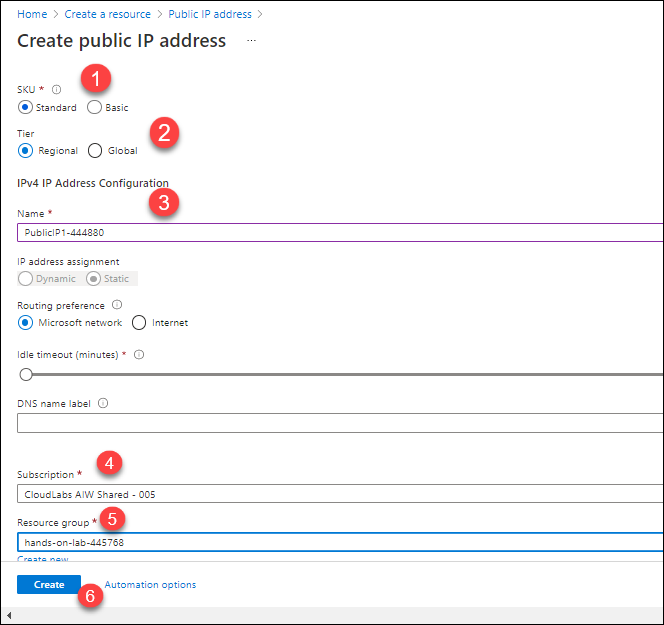 Home > Create a resource > Public IP address >
Create public IP address ...
1
SKU *
Standard Basic
Tier
2
Regional Global
IPv4 IP Address Configuration
3
Name *
PublicIP1-444880
IP address assignment
Dynamic Static
Routing preference
Microsoft network Internet
Idle timeout (minutes) *
DNS name label
4
Subscription *
CloudLabs AIW Shared - 005
Resource group * 5
hands-on-lab-445768
Create new
Create Automation options
6